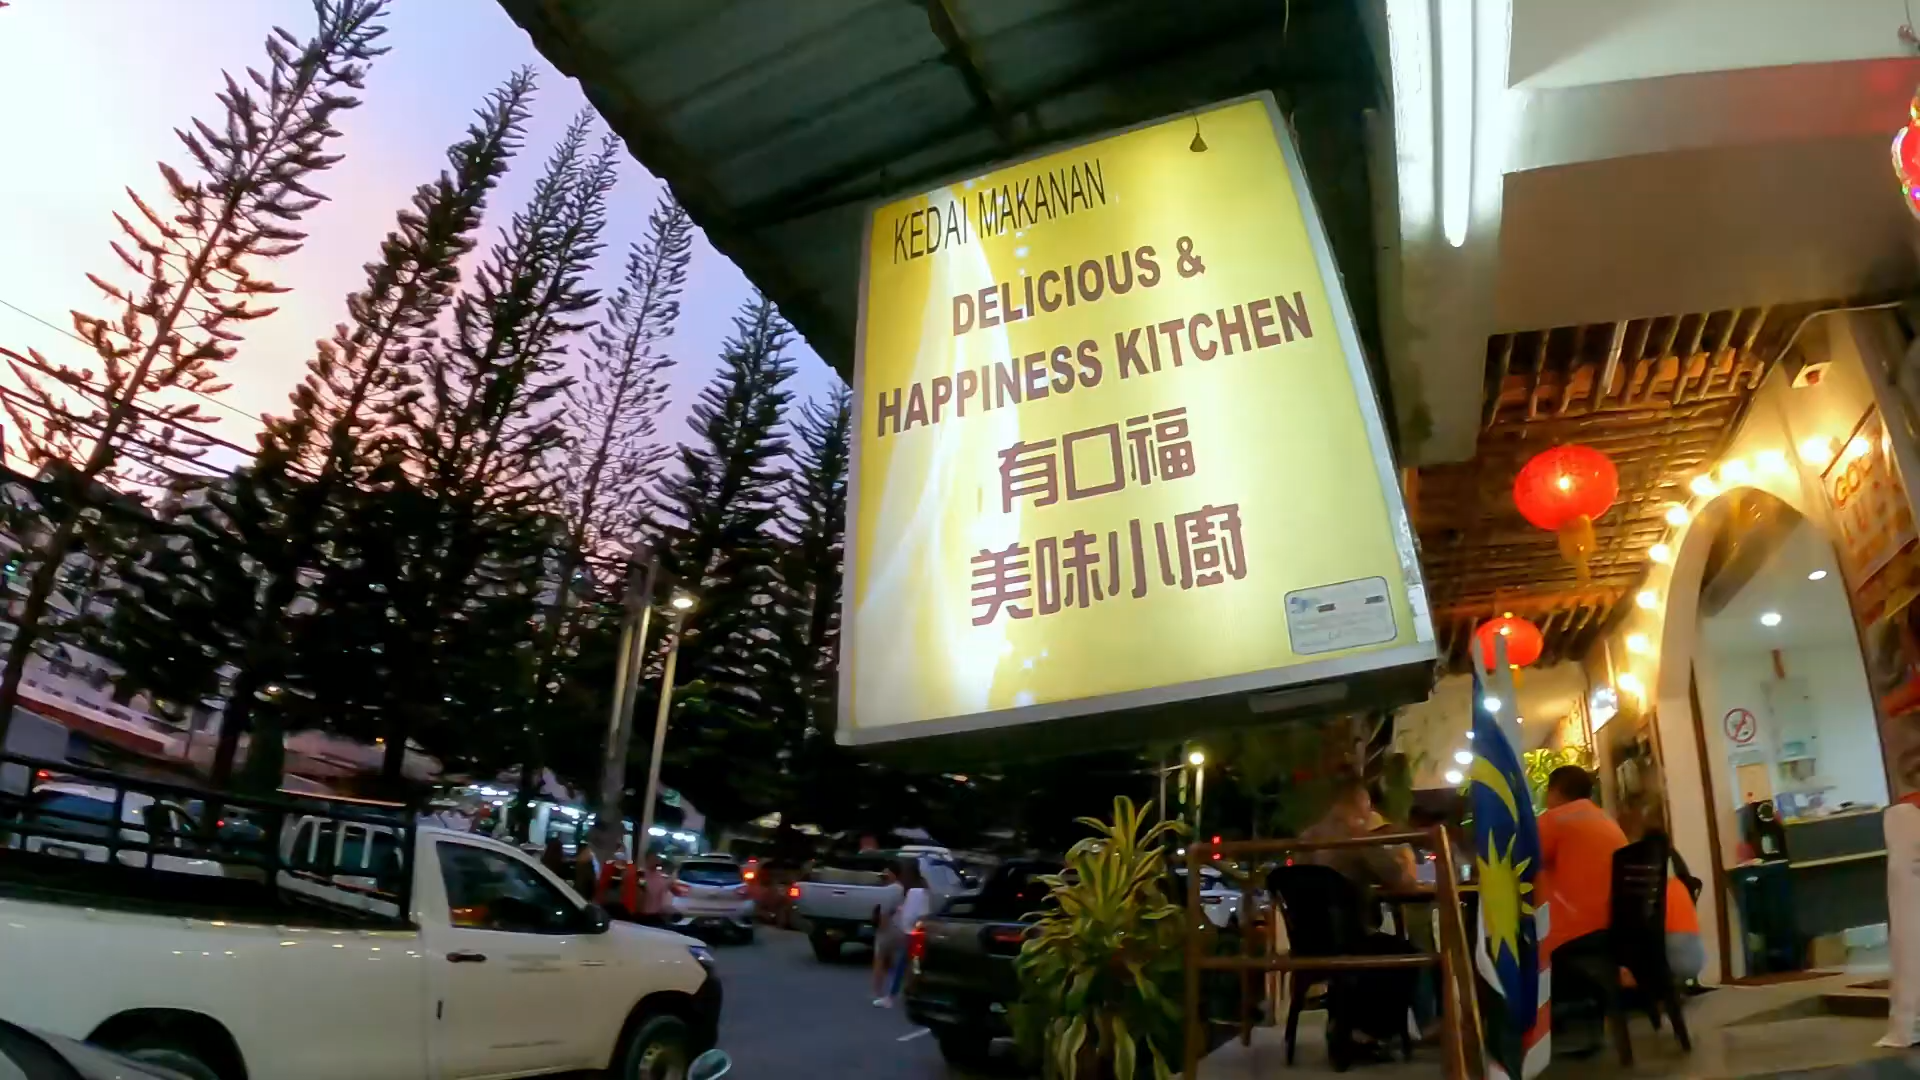 KEDAI MAKANAN
DELICIOUS &
HAPPINESS KITCHEN
有口福
美味小廚